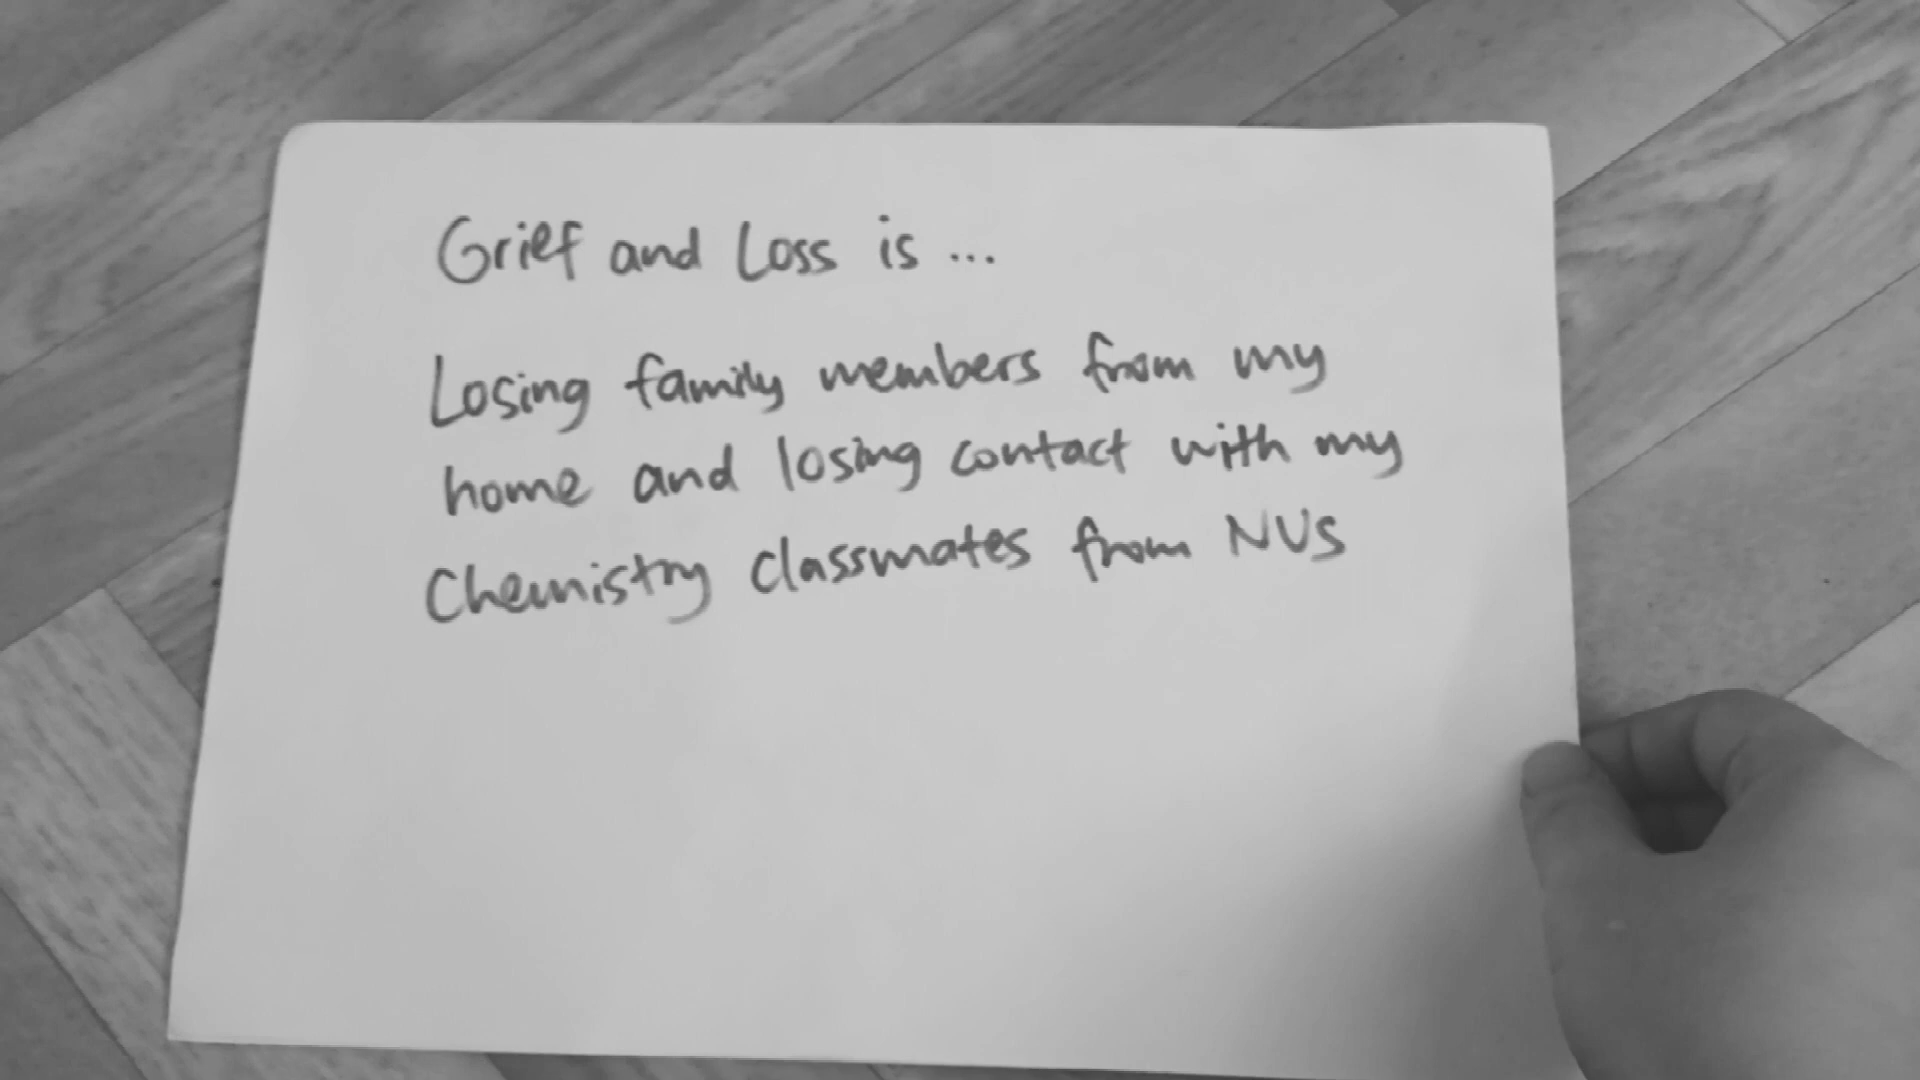 Grief and Loss is ...
Losing family members from my
home and losing contact with my
Chemistry classmates from NUS